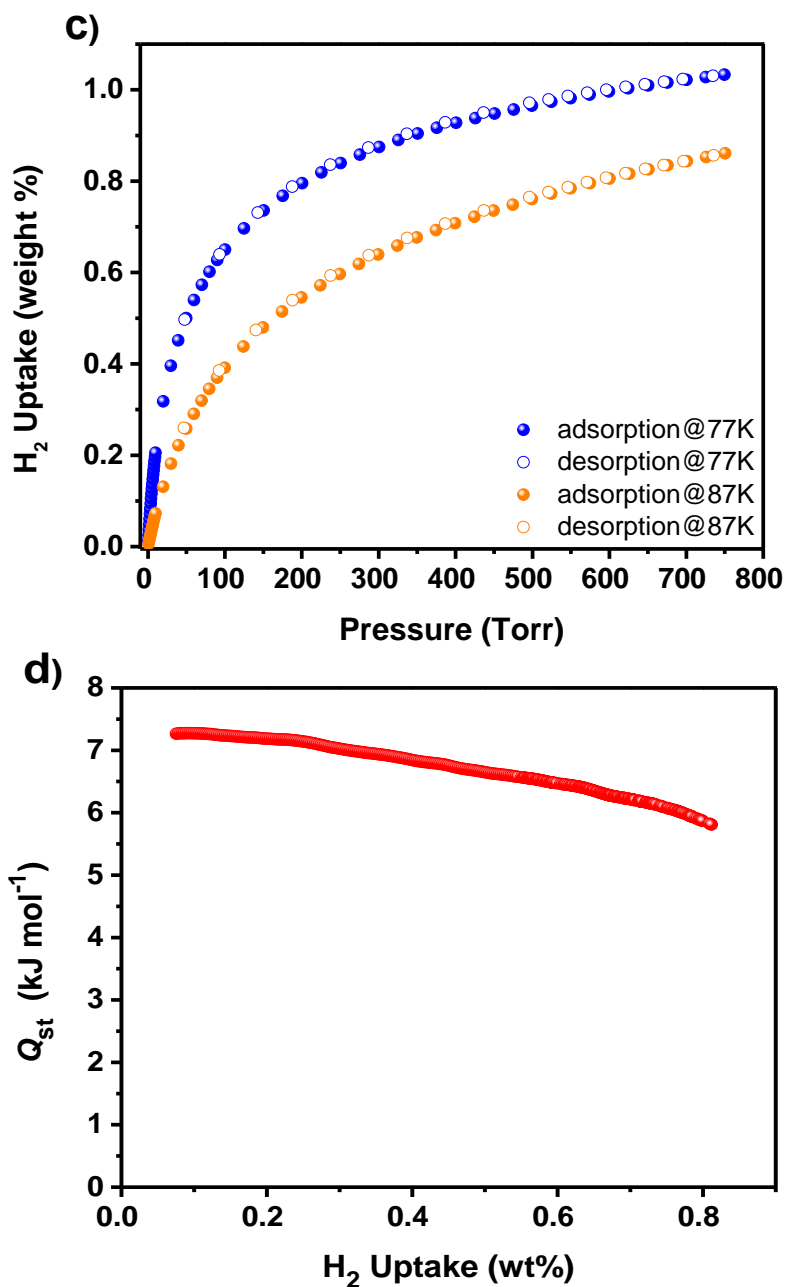 c)
H2 Uptake (weight %)
1.0
0.8
0.6
0.4
0.2
0.0
adsorption@77K
desorption@77K
adsorption@87K
desorption@87K
0 100 200 300 400 500 600 700 800
Pressure (Torr)
d)
Qst (kJ mol-1)
8
7
6
5
4
3
2
1
0
0.0 0.2 0.4 0.6 0.8
H2 Uptake (wt%)